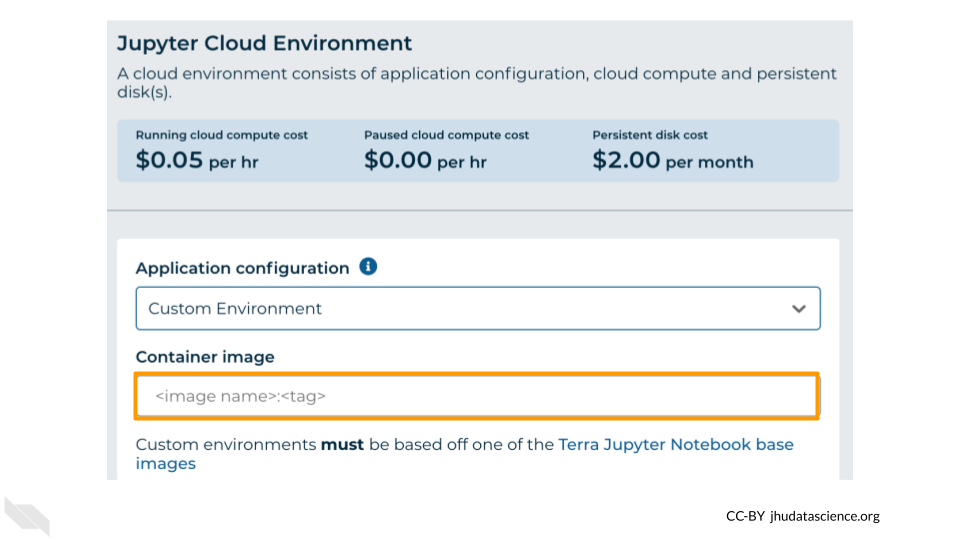 Jupyter Cloud Environment
A cloud environment consists of application configuration, cloud compute and persistent
disk(s).
Running cloud compute cost
Paused cloud compute cost
Persistent disk cost
$0.05 per hr
$0.00 per hr
$2.00 per month
Application configuration
Custom Environment
Container image
<image name>:<tag>
Custom environments must be based off one of the Terra Jupyter Notebook base
images
CC-BY jhudatascience.org